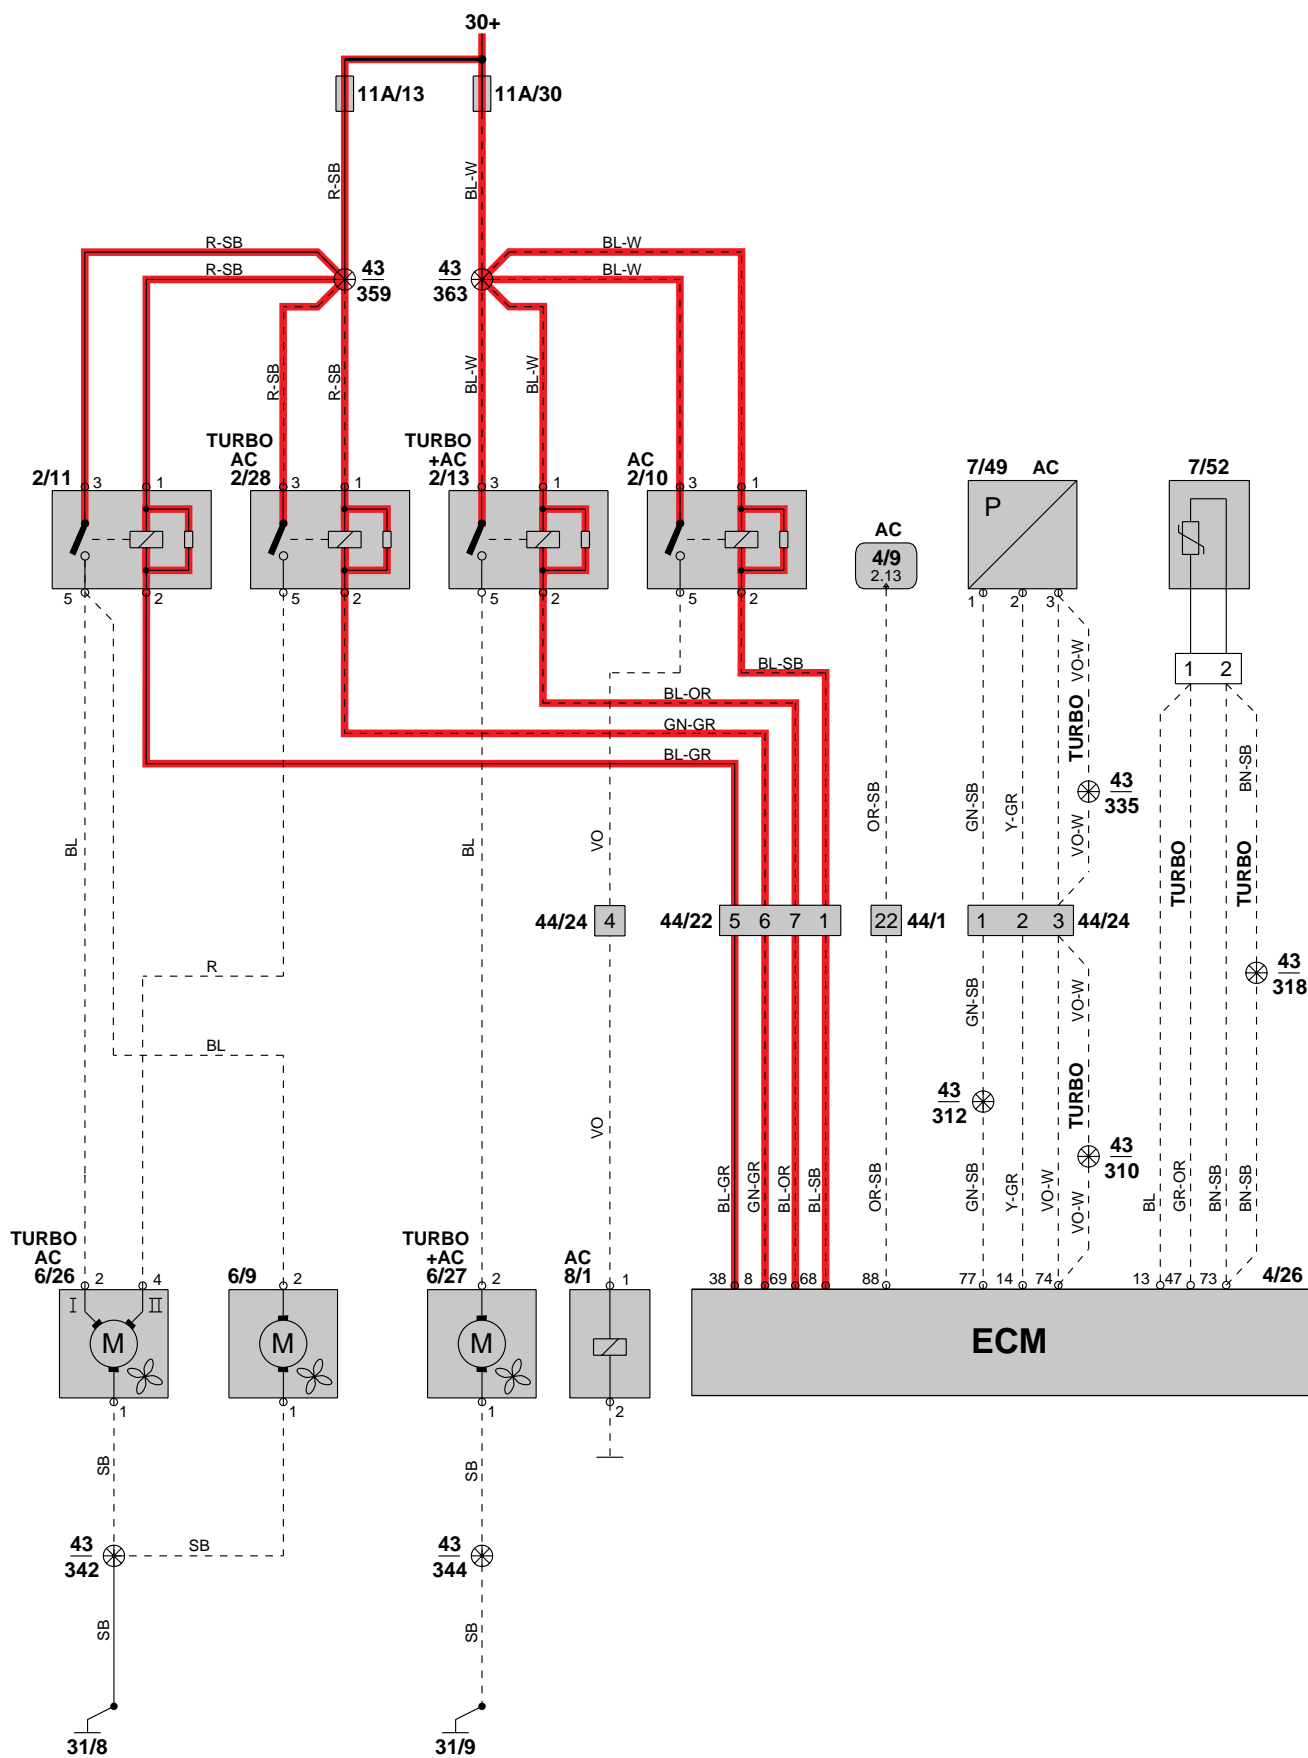 30+
11A/13
11A/30
R-SB
BL-W
R-SB
R-SB
43
359
43
363
BL-W
BL-W
R-SB
R-SB
BL-W
BL-W
2/11
TURBO
AC
2/28
TURBO
+AC
2/13
AC
2/10
3 1
3 1
3 1
3 1
5 2
5 2
5 2
5 2
AC
4/9
2.13
7/49 AC
P
1 2 3
7/52
1 2
BL-SB
BL-OR
GN-GR
BL-GR
VO-W
TURBO
43
335
VO-W
BL
BL
VO
OR-SB
GN-SB
Y-GR
TURBO
BN-SB
TURBO
44/24 4
44/22 5 6 7 1
22 44/1
1 2 3 44/24
R
BL
VO
GN-SB
VO-W
43
318
43
312
TURBO
43
310
BL-GR
GN-GR
BL-OR
BL-SB
OR-SB
GN-SB
Y-GR
VO-W
VO-W
BL
GR-OR
BN-SB
BN-SB
TURBO
AC
6/26
2 4
I II
M
1
6/9
2
M
1
TURBO
+AC
6/27
2
M
1
AC
8/1
1
2
38 8 69 68 88 77 14 74 13 47 73 4/26
ECM
SB
SB
43
342
SB
43
344
SB
SB
31/8
31/9